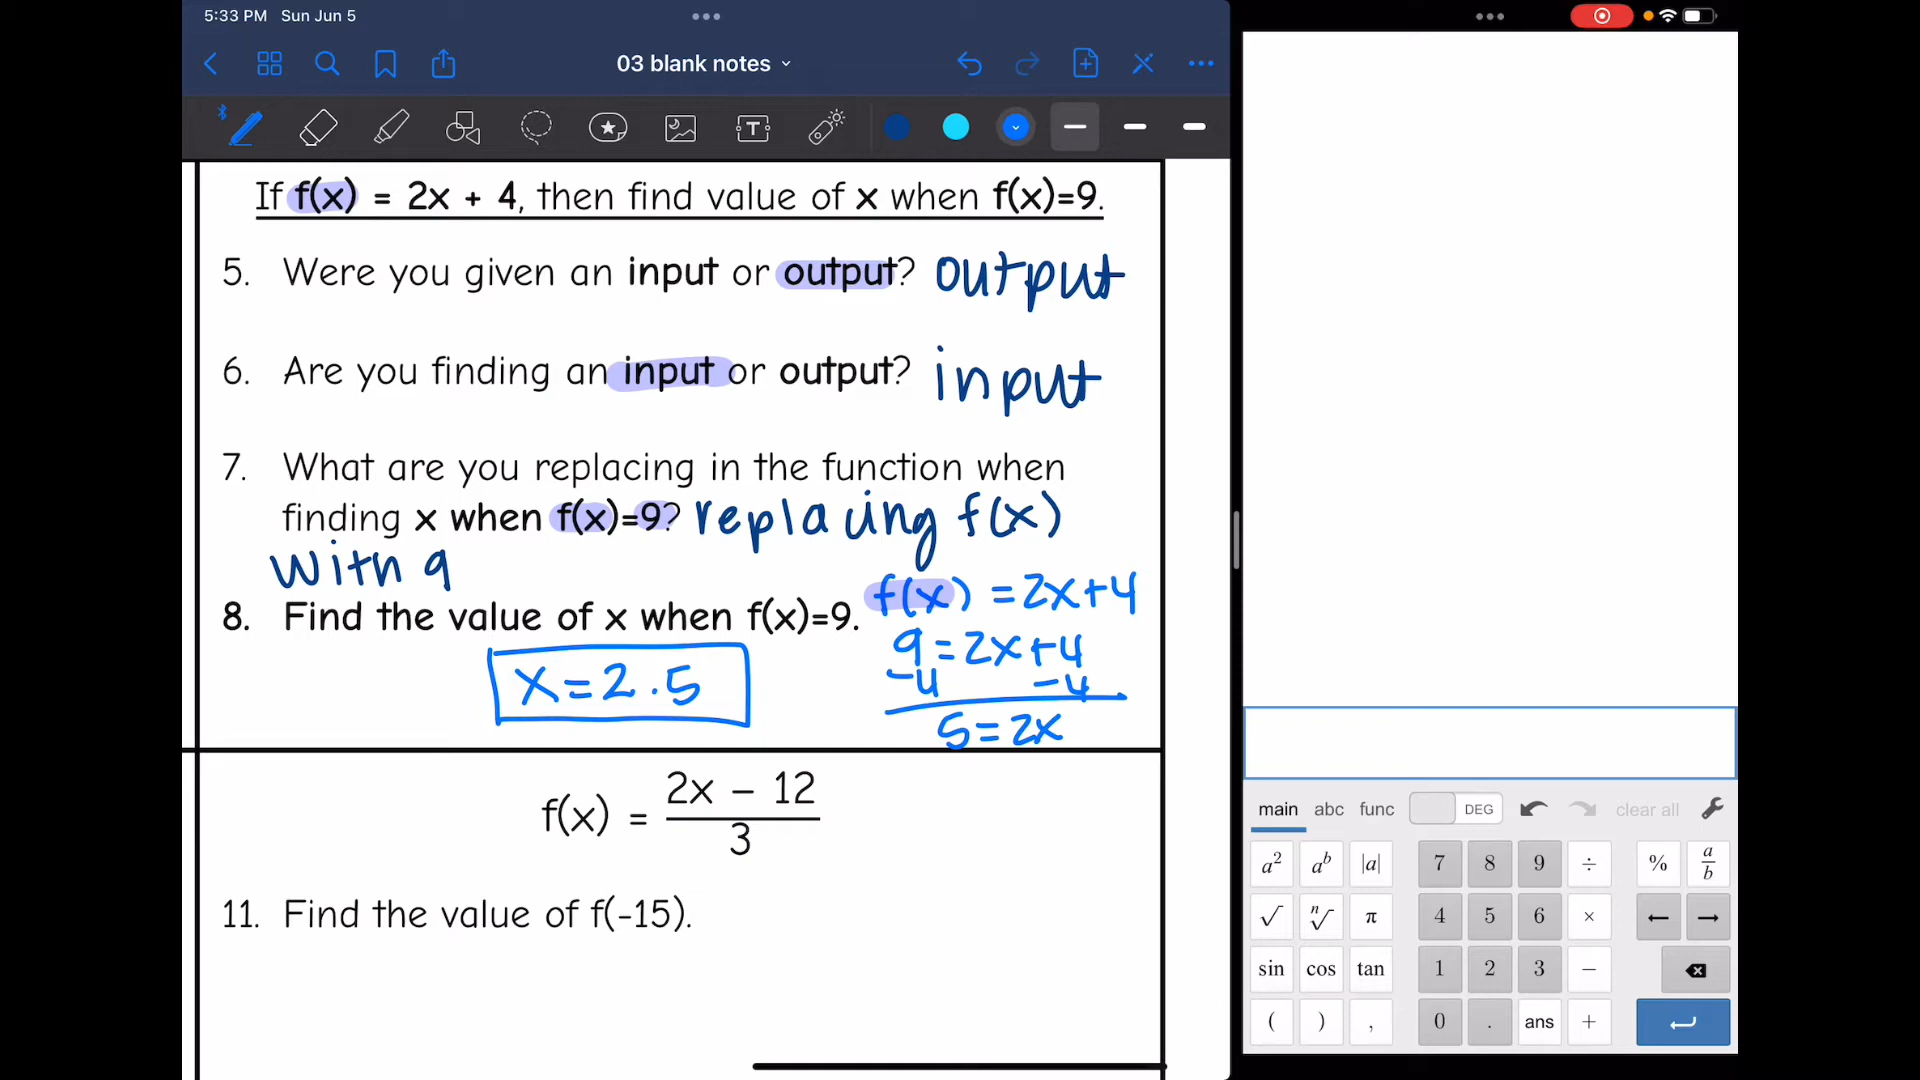 5:33 PM Sun Jun 5
03 blank notes
If f(x) = 2x + 4, then find value of x when f(x)=9.
5. Were you given an input or output? output
6. Are you finding an input or output? input
7. What are you replacing in the function when
finding x when f(x)=9? replacing f(x)
with 9
f(x) = 2x+4
8. Find the value of x when f(x)=9.
9=2x+4
x=2.5
-4 -4
5=2x
f(x) = 2x − 12
3
11. Find the value of f(-15).
main abc func DEG clear all
a² aᵇ |a| 7 8 9 ÷ % a/b
√ ⁿ√ π 4 5 6 × ← →
sin cos tan 1 2 3 −
( ) , 0 . ans +